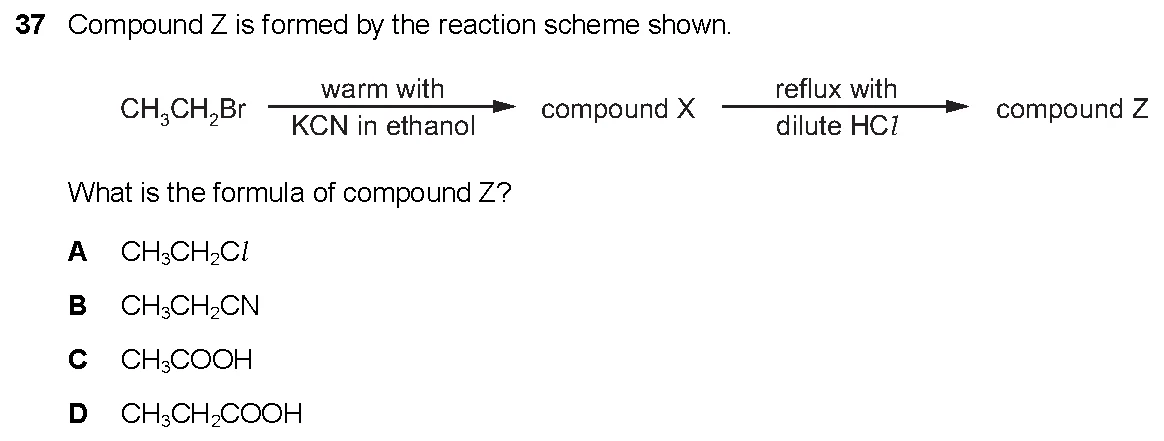 37 Compound Z is formed by the reaction scheme shown.
warm with
reflux with
CH₃CH₂Br
compound X
compound Z
KCN in ethanol
dilute HCl
What is the formula of compound Z?
A CH₃CH₂Cl
B CH₃CH₂CN
C CH₃COOH
D CH₃CH₂COOH